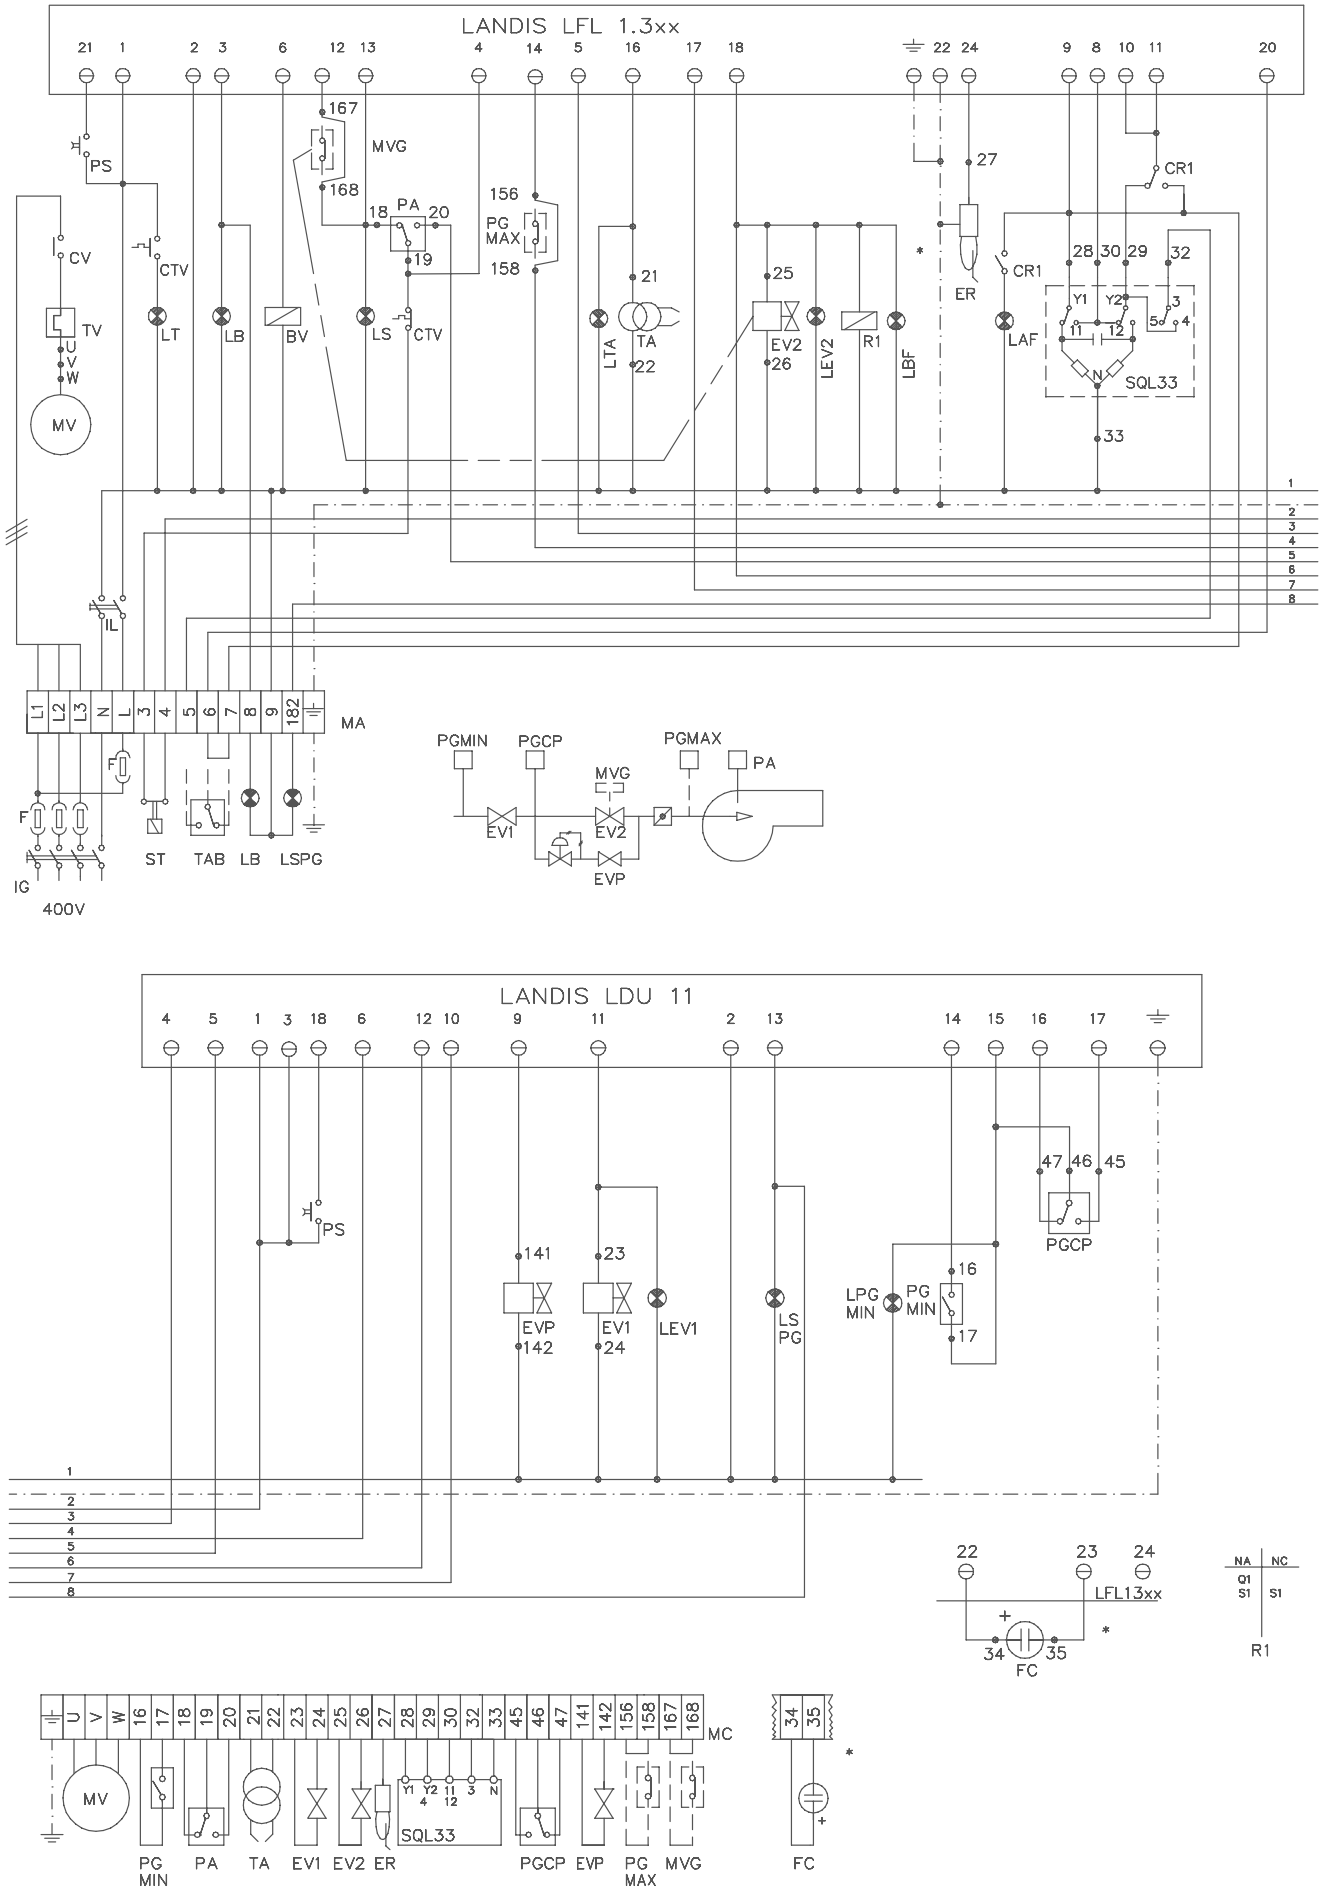 LANDIS LFL 1.3xx
21 1 2 3 6 12 13 4 14 5 16 17 18 22 24 9 8 10 11 20
167
MVG
PS
27
CR1
168
156
PA
18 20
PG
MAX
CV
19
*
28 30 29 32
CTV
158
CR1
21 25
ER
Y1 Y2 3
TV
LT LB BV LS CTV
LTA TA EV2 LEV2 R1 LBF LAF
11 12 5 4
U
V
W
22 26
N SQL33
MV
33
1
2
3
4
5
6
7
8
IL
L1 L2 L3 N L 3 4 5 6 7 8 9 182
MA
PGMIN PGCP PGMAX
PA
F
MVG
F
EV1 EV2
ST TAB LB LSPG
EVP
IG
400V
LANDIS LDU 11
4 5 1 3 18 6 12 10 9 11 2 13 14 15 16 17
47 46 45
PS
PGCP
141 23
16
LPG
MIN
PG
MIN
EVP EV1 LEV1
LS
PG
142 24
17
1
2
3
4
5
6
7
8
22 23 24
NA NC
Q1
S1 S1
LFL13xx
+
*
34 35
FC
R1
U V W 16 17 18 19 20 21 22 23 24 25 26 27 28 29 30 32 33 45 46 47 141 142 156 158 167 168
MC
34 35
*
Y1 Y2 11 3 N
4 12
MV
+
SQL33
PG
MIN
PA TA EV1 EV2 ER PGCP EVP
PG
MAX
MVG FC